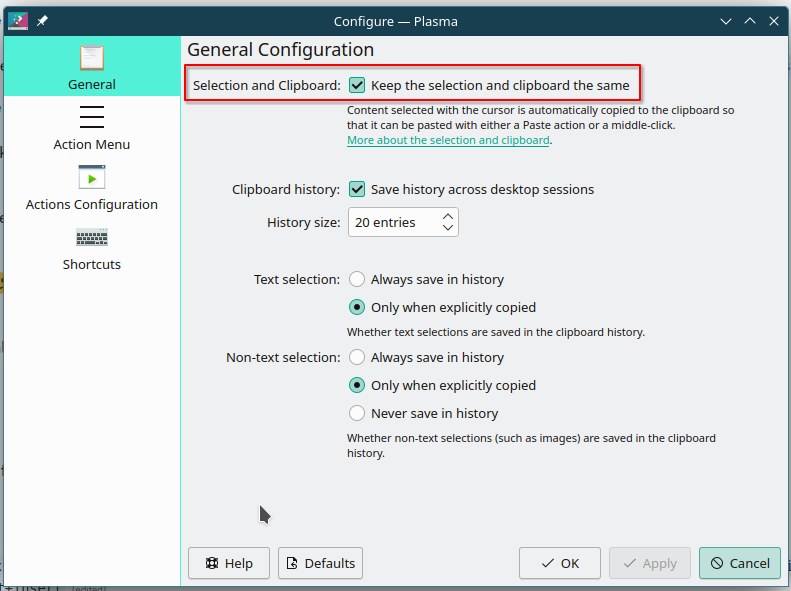 Configure — Plasma
General
Action Menu
Actions Configuration
Shortcuts
General Configuration
Selection and Clipboard: Keep the selection and clipboard the same
Content selected with the cursor is automatically copied to the clipboard so
that it can be pasted with either a Paste action or a middle-click.
More about the selection and clipboard.
Clipboard history: Save history across desktop sessions
History size: 20 entries
Text selection: Always save in history
Only when explicitly copied
Whether text selections are saved in the clipboard history.
Non-text selection: Always save in history
Only when explicitly copied
Never save in history
Whether non-text selections (such as images) are saved in the clipboard
history.
Help Defaults OK Apply Cancel